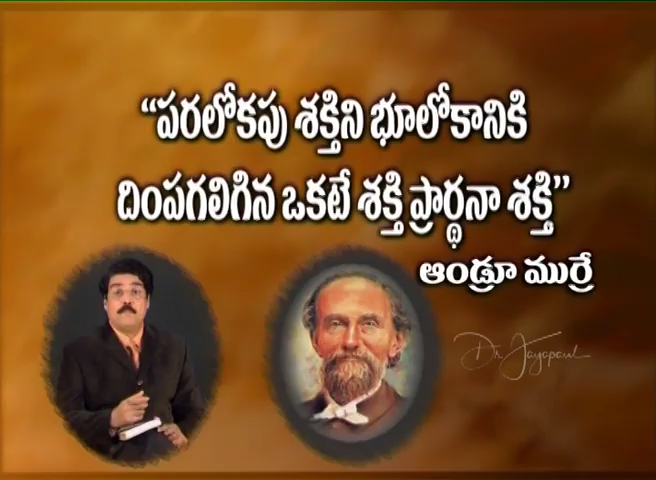 “పరలోకపు శక్తిని భూలోకానికి
దింపగలిగిన ఒకటే శక్తి ప్రార్థనా శక్తి”
ఆండ్రూ ముర్రే
Dr. Jayapaul